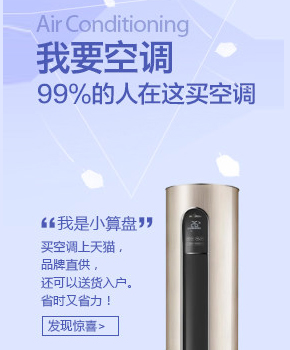 Air Conditioning
我要空调
99%的人在这买空调
“我是小算盘”
买空调上天猫，
品牌直供，
还可以送货入户。
省时又省力！
发现惊喜>